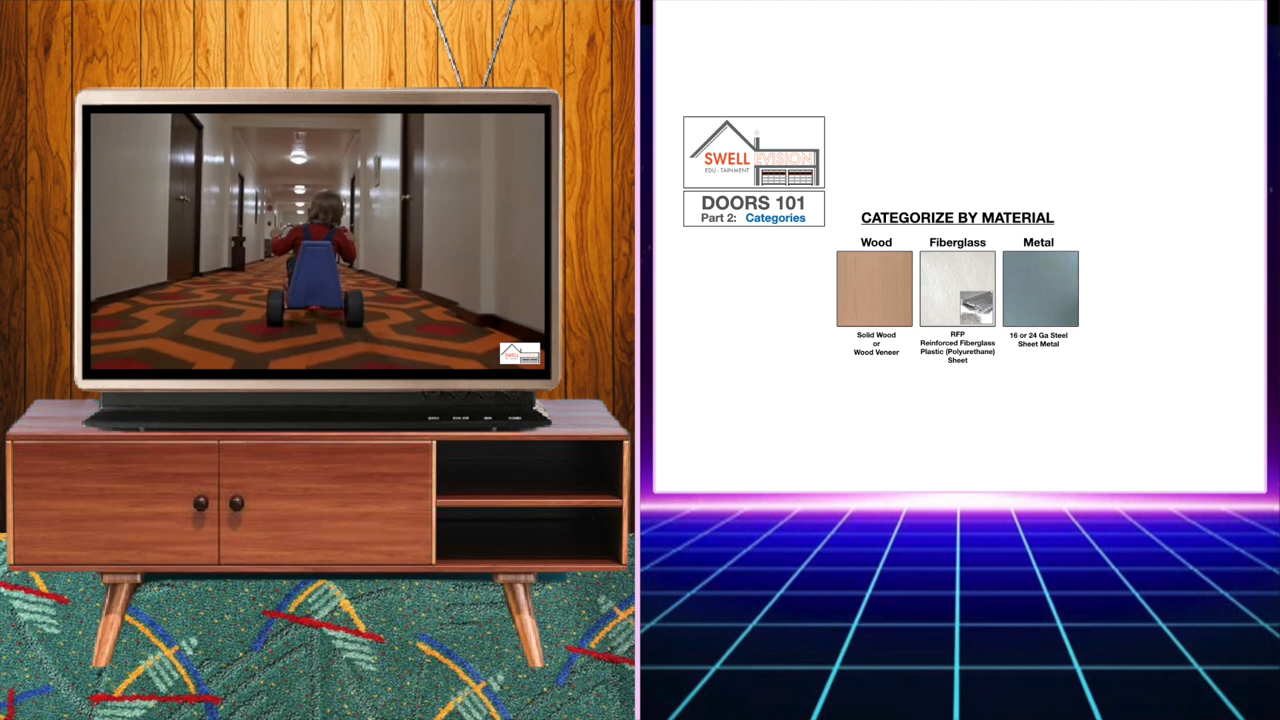 SWELL EVISION
EDU - TAINMENT
DOORS 101
Part 2: Categories
CATEGORIZE BY MATERIAL
Wood
Fiberglass
Metal
Solid Wood
or
Wood Veneer
RFP
Reinforced Fiberglass
Plastic (Polyurethane)
Sheet
16 or 24 Ga Steel
Sheet Metal